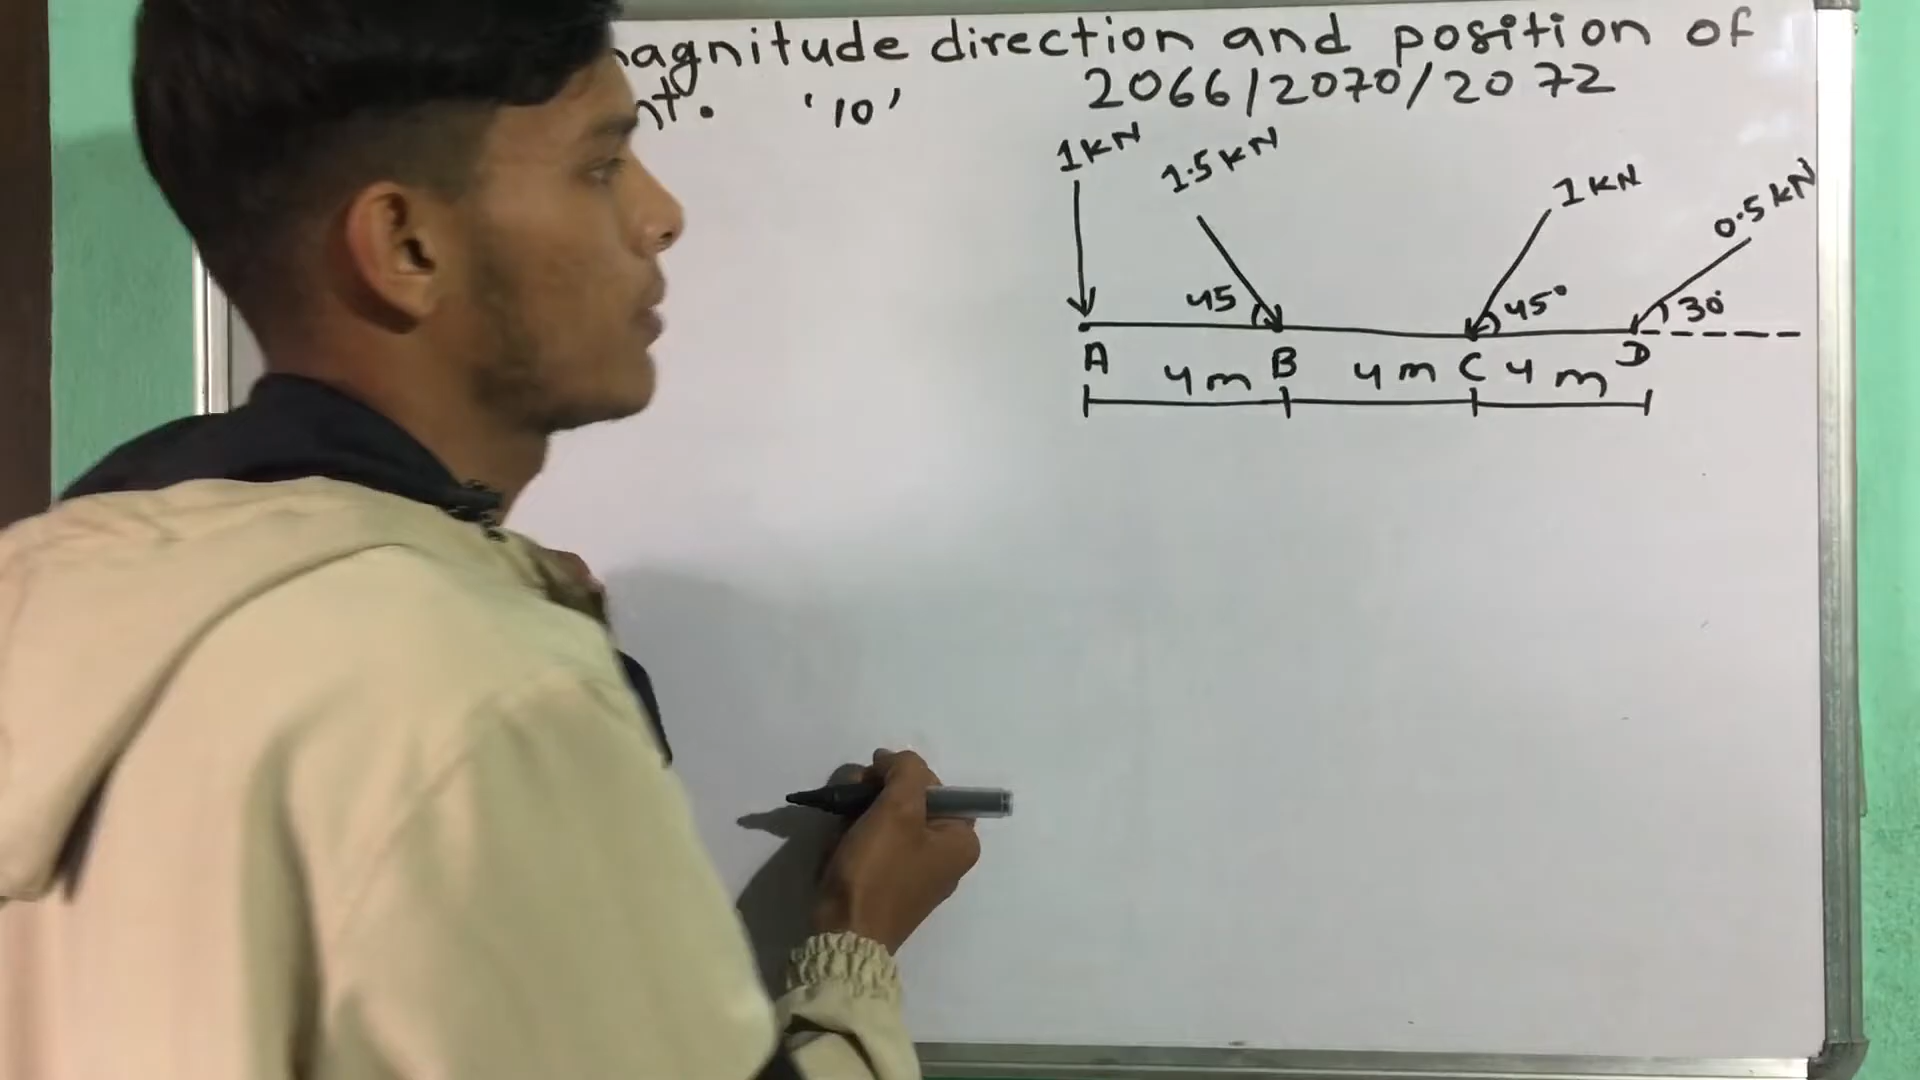 magnitude direction and position of
nt. '10' 2066/2070/2072
1KN 1.5KN 1KN 0.5KN
45 45° 30°
A B C D
4m 4m 4m